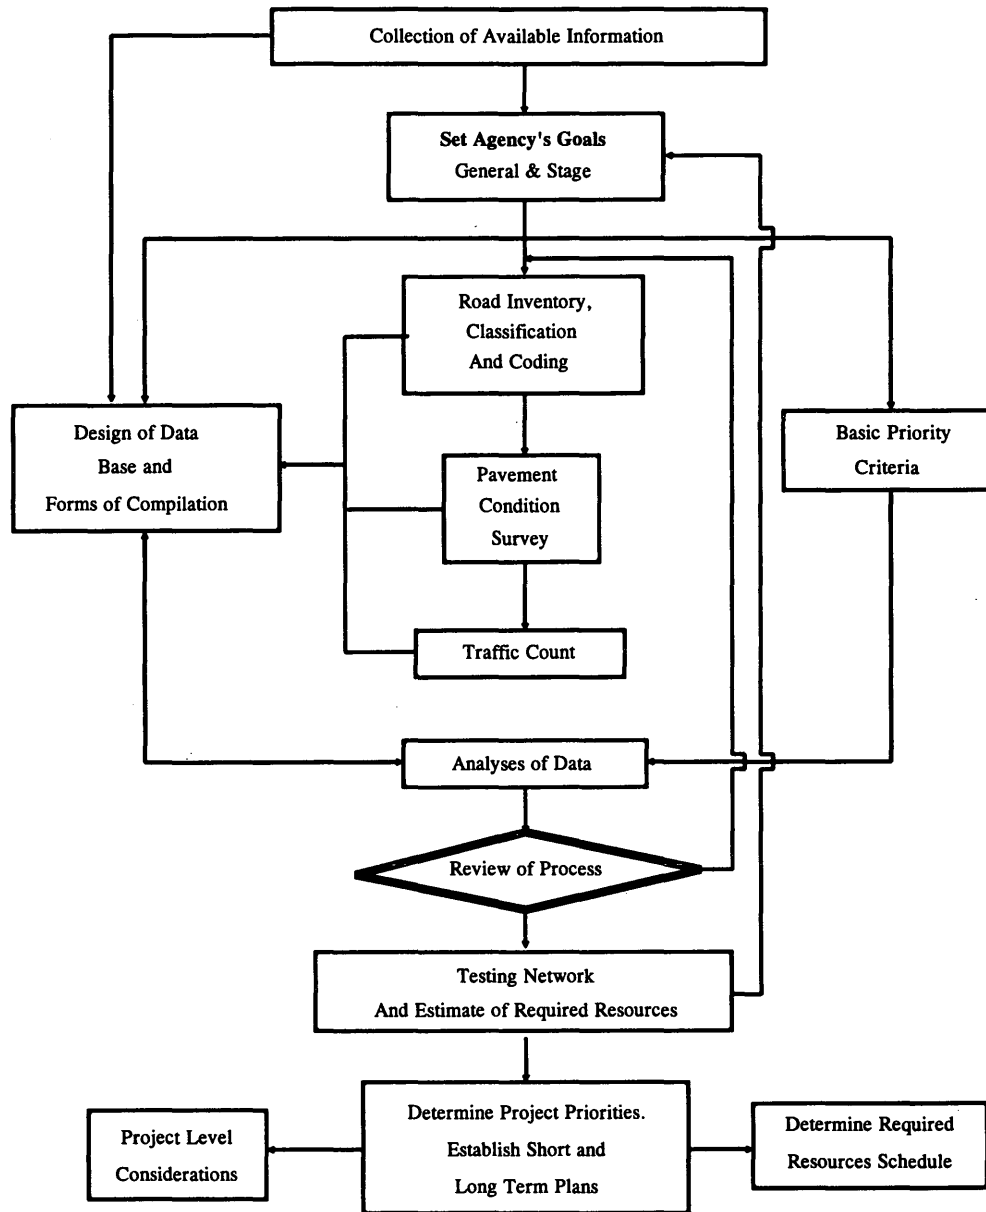 Collection of Available Information
Set Agency's Goals
General & Stage
Road Inventory,
Classification
And Coding
Design of Data
Base and
Forms of Compilation
Basic Priority
Criteria
Pavement
Condition
Survey
Traffic Count
Analyses of Data
Review of Process
Testing Network
And Estimate of Required Resources
Determine Project Priorities.
Establish Short and
Long Term Plans
Project Level
Considerations
Determine Required
Resources Schedule